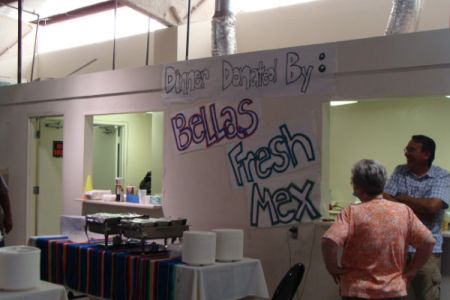 Dinner Donated By:
Bellas
Fresh
Mex